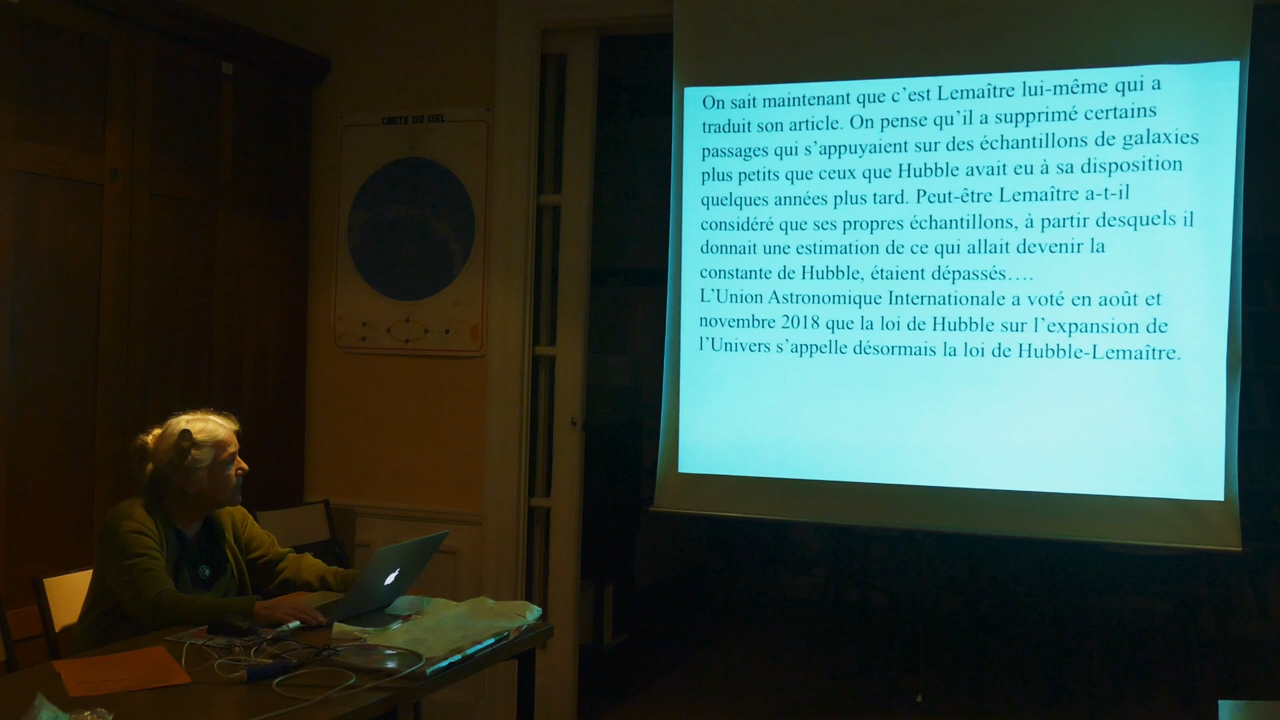 CARTE DU CIEL
On sait maintenant que c’est Lemaître lui-même qui a
traduit son article. On pense qu’il a supprimé certains
passages qui s’appuyaient sur des échantillons de galaxies
plus petits que ceux que Hubble avait eu à sa disposition
quelques années plus tard. Peut-être Lemaître a-t-il
considéré que ses propres échantillons, à partir desquels il
donnait une estimation de ce qui allait devenir la
constante de Hubble, étaient dépassés….
L’Union Astronomique Internationale a voté en août et
novembre 2018 que la loi de Hubble sur l’expansion de
l’Univers s’appelle désormais la loi de Hubble-Lemaître.